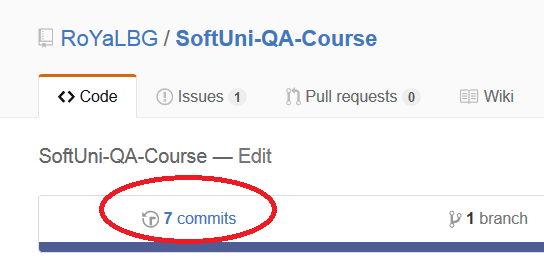 RoYaLBG / SoftUni-QA-Course
Code Issues 1 Pull requests 0 Wiki
SoftUni-QA-Course — Edit
7 commits 1 branch